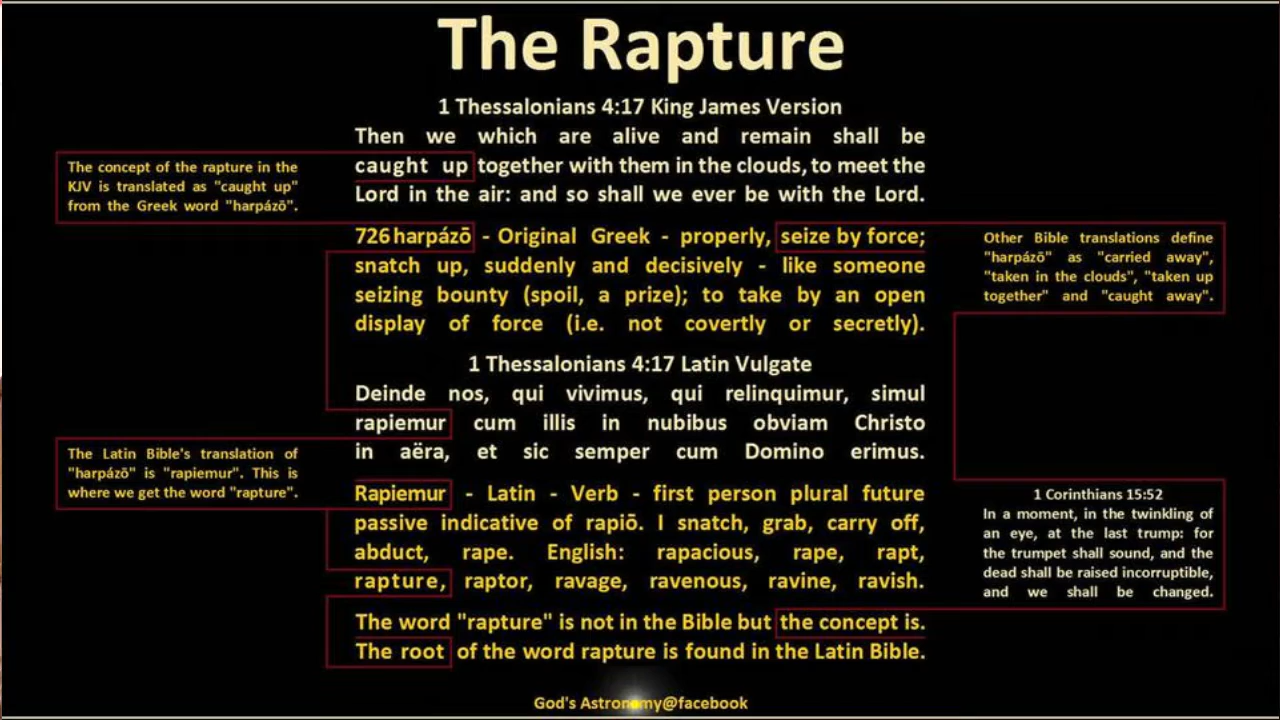 The Rapture
1 Thessalonians 4:17 King James Version
Then we which are alive and remain shall be
caught up together with them in the clouds, to meet the
Lord in the air: and so shall we ever be with the Lord.
The concept of the rapture in the
KJV is translated as "caught up"
from the Greek word "harpázō".
726 harpázō - Original Greek - properly, seize by force;
snatch up, suddenly and decisively - like someone
seizing bounty (spoil, a prize); to take by an open
display of force (i.e. not covertly or secretly).
Other Bible translations define
"harpázō" as "carried away",
"taken in the clouds", "taken up
together" and "caught away".
1 Thessalonians 4:17 Latin Vulgate
Deinde nos, qui vivimus, qui relinquimur, simul
rapiemur cum illis in nubibus obviam Christo
in aëra, et sic semper cum Domino erimus.
The Latin Bible's translation of
"harpázō" is "rapiemur". This is
where we get the word "rapture".
Rapiemur - Latin - Verb - first person plural future
passive indicative of rapiō. I snatch, grab, carry off,
abduct, rape. English: rapacious, rape, rapt,
rapture, raptor, ravage, ravenous, ravine, ravish.
1 Corinthians 15:52
In a moment, in the twinkling of
an eye, at the last trump: for
the trumpet shall sound, and the
dead shall be raised incorruptible,
and we shall be changed.
The word "rapture" is not in the Bible but the concept is.
The root of the word rapture is found in the Latin Bible.
God's Astronomy@facebook